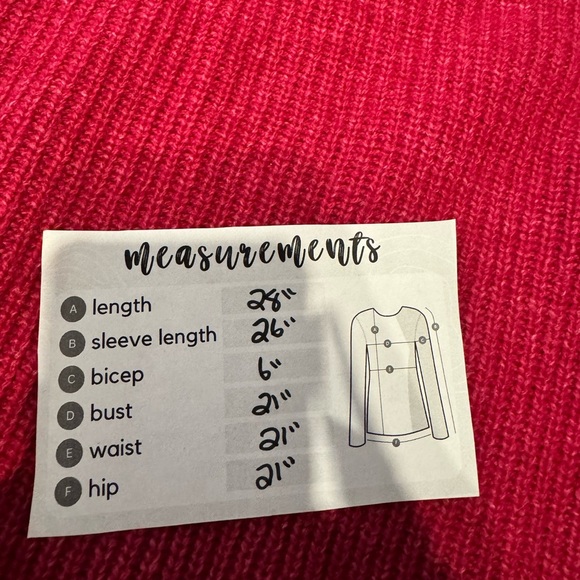 measurements
A length 28"
B sleeve length 26"
C bicep 6"
D bust 21"
E waist 21"
F hip 21"